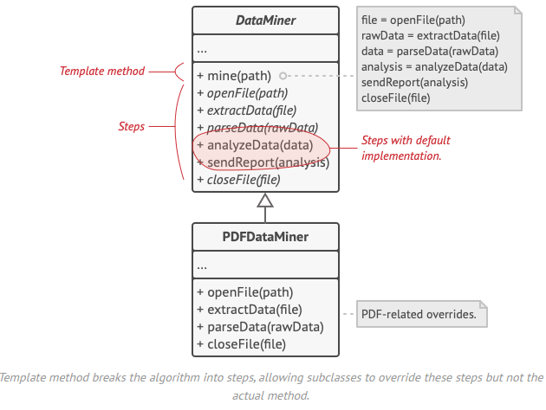 DataMiner
...
Template method
+ mine(path)
+ openFile(path)
+ extractData(file)
Steps
+ parseData(rawData)
+ analyzeData(data)
+ sendReport(analysis)
+ closeFile(file)
file = openFile(path)
rawData = extractData(file)
data = parseData(rawData)
analysis = analyzeData(data)
sendReport(analysis)
closeFile(file)
Steps with default
implementation.
PDFDataMiner
...
+ openFile(path)
+ extractData(file)
+ parseData(rawData)
+ closeFile(file)
PDF-related overrides.
Template method breaks the algorithm into steps, allowing subclasses to override these steps but not the
actual method.